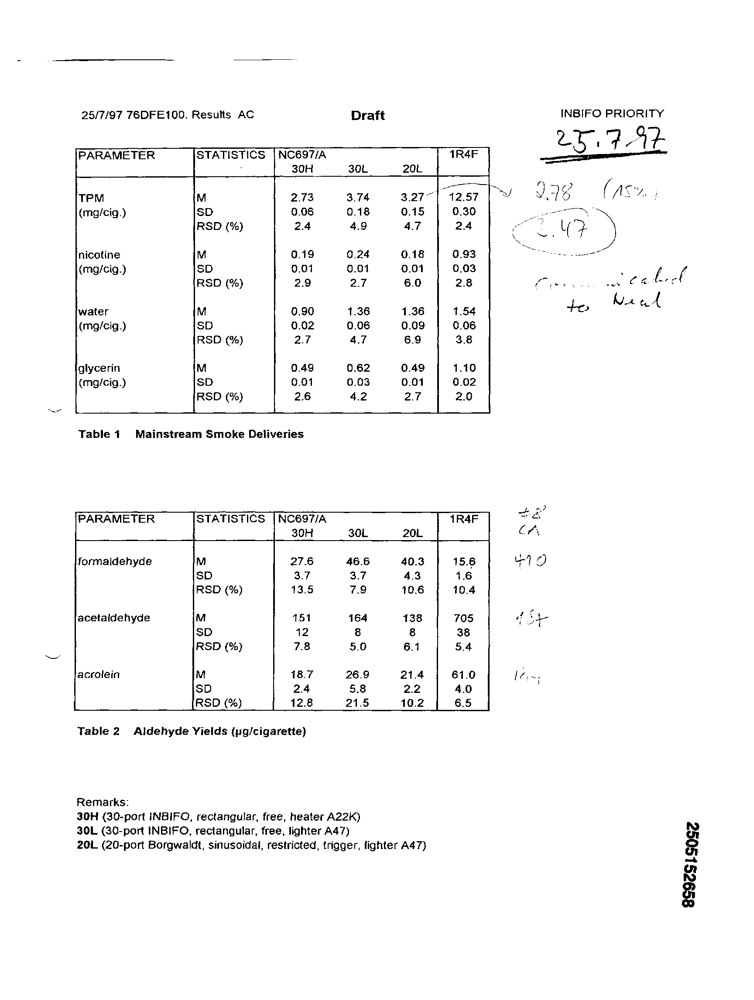 25/7/97 76DFE100. Results AC Draft INBIFO PRIORITY
25.7.97
PARAMETER STATISTICS NC697/A 1R4F
30H 30L 20L
TPM M 2.73 3.74 3.27 12.57
(mg/cig.) SD 0.06 0.18 0.15 0.30
RSD (%) 2.4 4.9 4.7 2.4
(15%)
2.47
nicotine M 0.19 0.24 0.18 0.93
(mg/cig.) SD 0.01 0.01 0.01 0.03
RSD (%) 2.9 2.7 6.0 2.8
to Neal
water M 0.90 1.36 1.36 1.54
(mg/cig.) SD 0.02 0.06 0.09 0.06
RSD (%) 2.7 4.7 6.9 3.8
glycerin M 0.49 0.62 0.49 1.10
(mg/cig.) SD 0.01 0.03 0.01 0.02
RSD (%) 2.6 4.2 2.7 2.0
Table 1 Mainstream Smoke Deliveries
PARAMETER STATISTICS NC697/A 1R4F
30H 30L 20L
CA
formaldehyde M 27.6 46.6 40.3 15.6
SD 3.7 3.7 4.3 1.6
RSD (%) 13.5 7.9 10.6 10.4
acetaldehyde M 151 164 138 705
SD 12 8 8 38
RSD (%) 7.8 5.0 6.1 5.4
acrolein M 18.7 26.9 21.4 61.0
SD 2.4 5.8 2.2 4.0
RSD (%) 12.8 21.5 10.2 6.5
Table 2 Aldehyde Yields (µg/cigarette)
Remarks:
30H (30-port INBIFO, rectangular, free, heater A22K)
30L (30-port INBIFO, rectangular, free, lighter A47)
20L (20-port Borgwaldt, sinusoidal, restricted, trigger, lighter A47)
2505152658